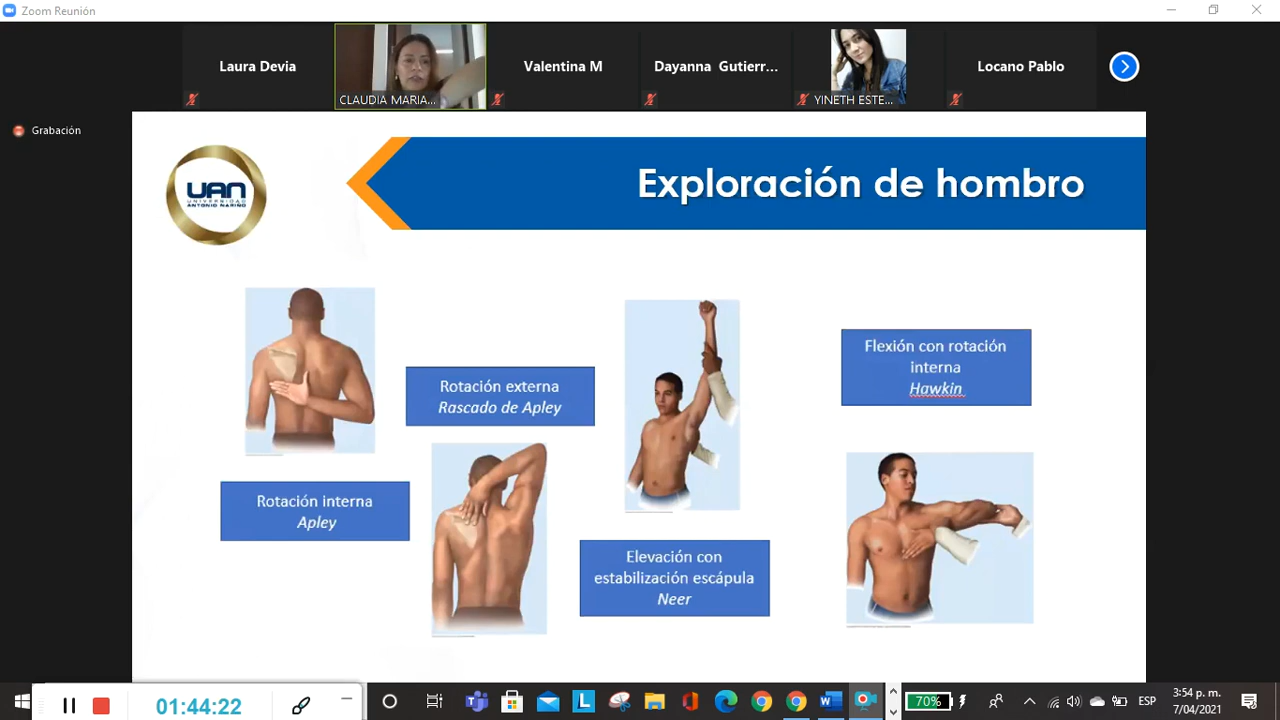 Zoom Reunión
Laura Devia
CLAUDIA MARIA...
Valentina M
Dayanna Gutierr...
YINETH ESTE...
Locano Pablo
Grabación
UAN
UNIVERSIDAD
ANTONIO NARIÑO
Exploración de hombro
Rotación externa
Rascado de Apley
Rotación interna
Apley
Elevación con
estabilización escápula
Neer
Flexión con rotación
interna
Hawkin
01:44:22
70%
ESP
3:54 p. m.
7/04/2021